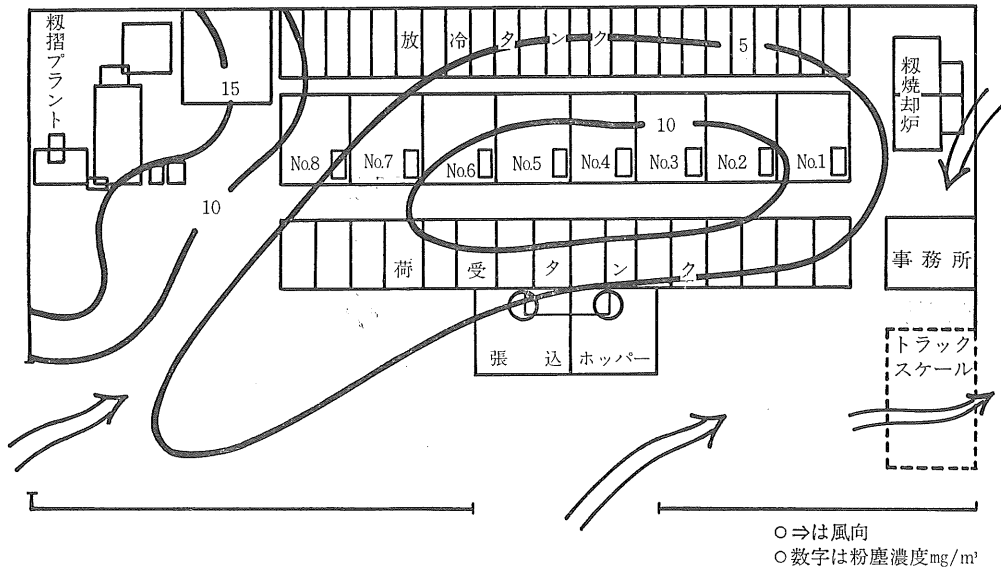 籾摺プラント
15
10
放冷タンク
5
籾焼却炉
10
No.8
No.7
No.6
No.5
No.4
No.3
No.2
No.1
荷受タンク
事務所
張込ホッパー
トラック
スケール
○⇒は風向
○数字は粉塵濃度mg/m³